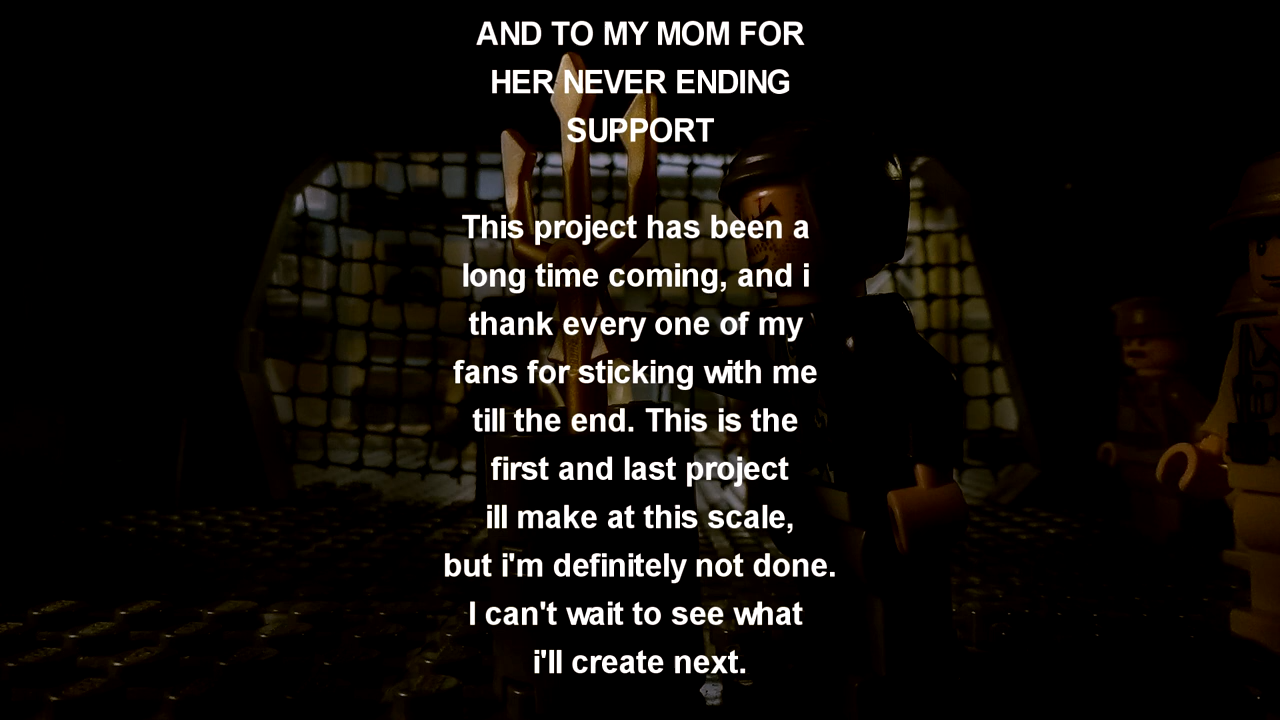 AND TO MY MOM FOR
HER NEVER ENDING
SUPPORT
This project has been a
long time coming, and i
thank every one of my
fans for sticking with me
till the end. This is the
first and last project
ill make at this scale,
but i'm definitely not done.
I can't wait to see what
i'll create next.